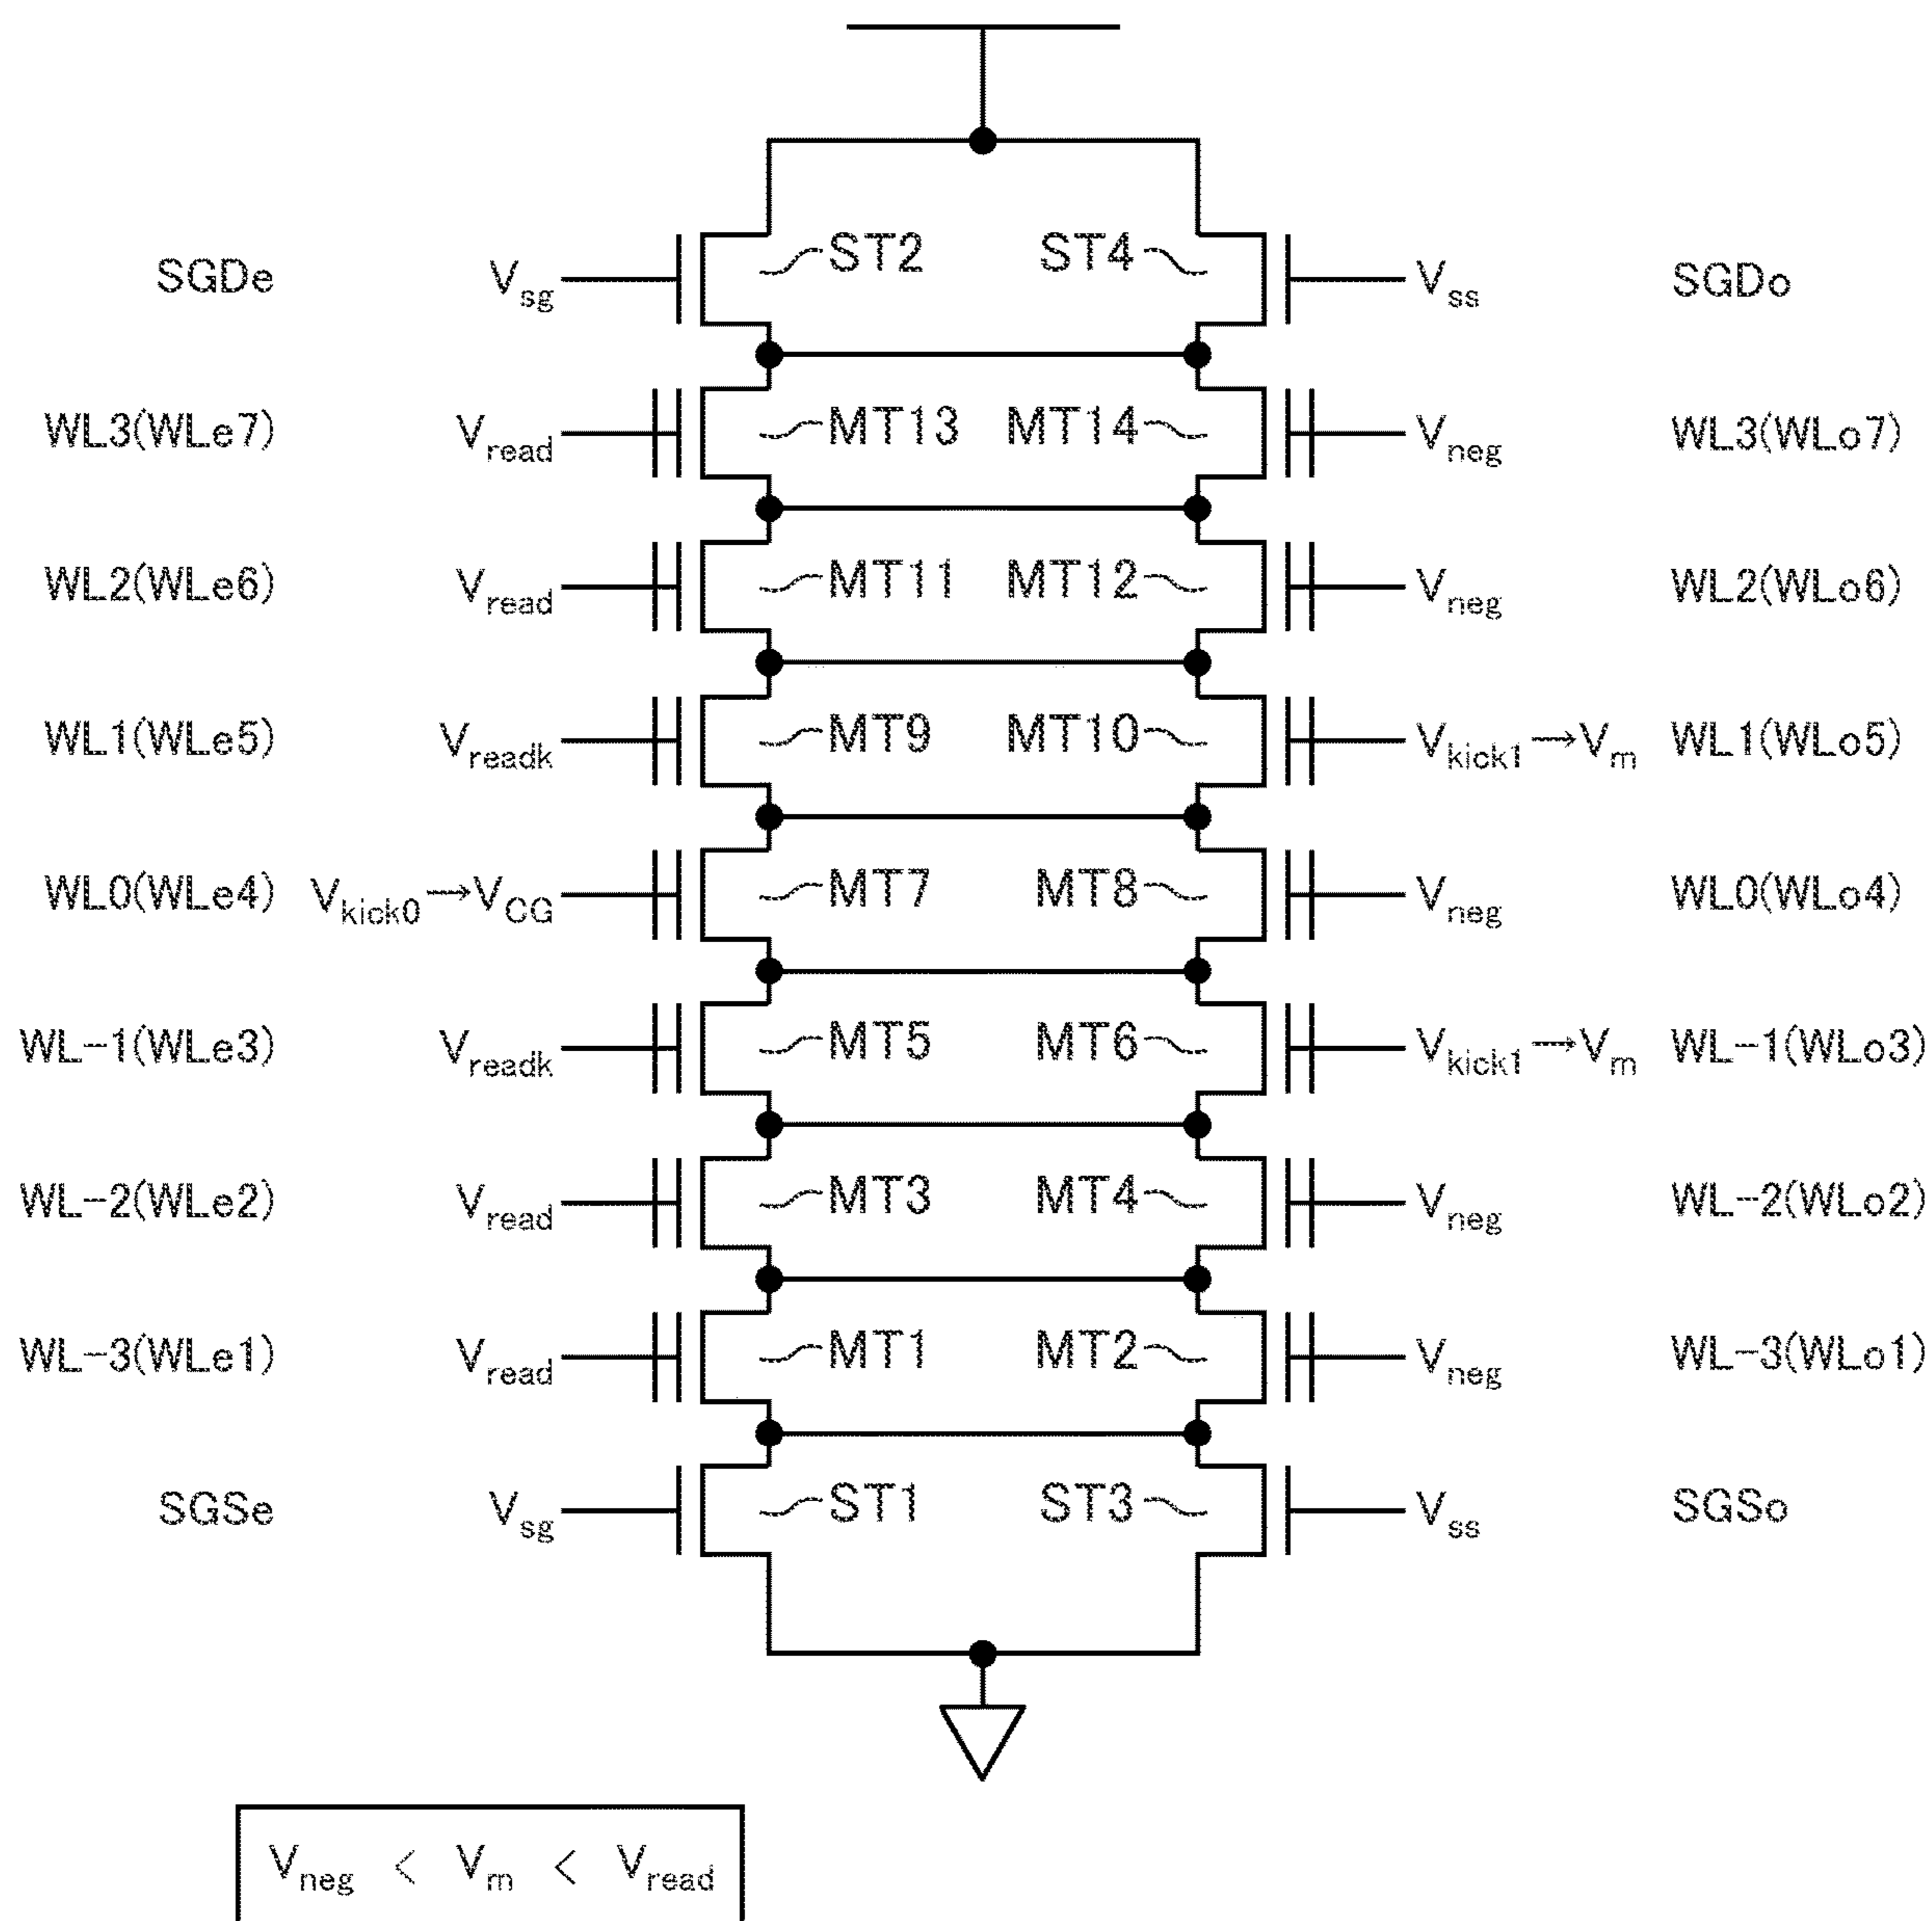 SGDe Vsg ST2 ST4 Vss SGDo
WL3(WLe7) Vread MT13 MT14 Vneg WL3(WLo7)
WL2(WLe6) Vread MT11 MT12 Vneg WL2(WLo6)
WL1(WLe5) Vreadk MT9 MT10 Vkick1→Vm WL1(WLo5)
WL0(WLe4) Vkick0→VCG MT7 MT8 Vneg WL0(WLo4)
WL-1(WLe3) Vreadk MT5 MT6 Vkick1→Vm WL-1(WLo3)
WL-2(WLe2) Vread MT3 MT4 Vneg WL-2(WLo2)
WL-3(WLe1) Vread MT1 MT2 Vneg WL-3(WLo1)
SGSe Vsg ST1 ST3 Vss SGSo
Vneg < Vm < Vread